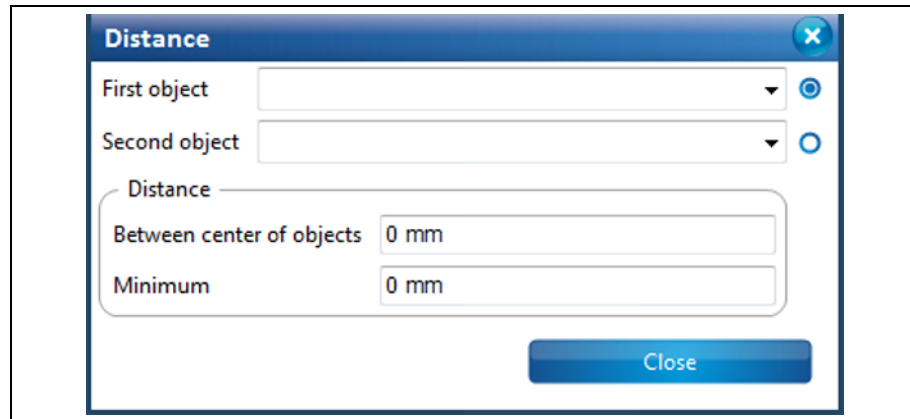 Distance
First object
Second object
Distance
Between center of objects 0 mm
Minimum 0 mm
Close